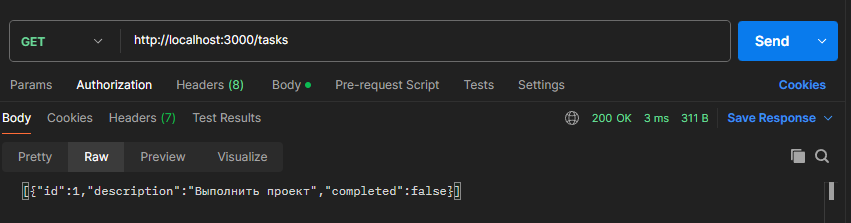 GET http://localhost:3000/tasks Send
Params Authorization Headers (8) Body Pre-request Script Tests Settings Cookies
Body Cookies Headers (7) Test Results 200 OK 3 ms 311 B Save Response
Pretty Raw Preview Visualize
[{"id":1,"description":"Выполнить проект","completed":false}]